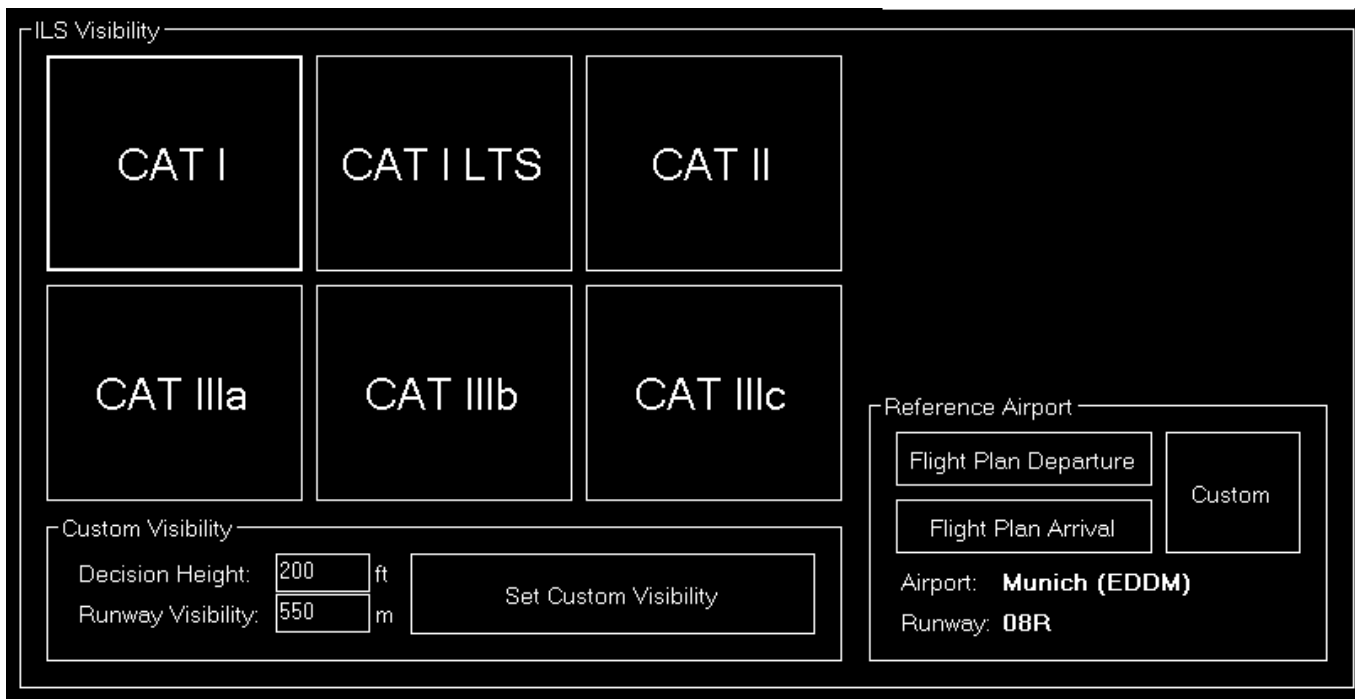 ILS Visibility
CAT I
CAT I LTS
CAT II
CAT IIIa
CAT IIIb
CAT IIIc
Custom Visibility
Decision Height: 200 ft
Runway Visibility: 550 m
Set Custom Visibility
Reference Airport
Flight Plan Departure
Flight Plan Arrival
Custom
Airport: Munich (EDDM)
Runway: 08R